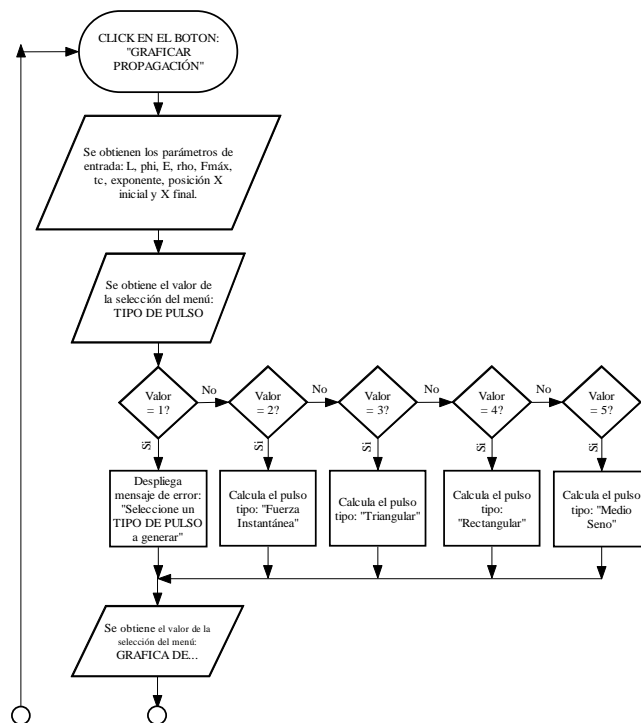 CLICK EN EL BOTON:
"GRAFICAR
PROPAGACIÓN"
Se obtienen los parámetros de
entrada: L, phi, E, rho, Fmáx,
tc, exponente, posición X
inicial y X final.
Se obtiene el valor de
la selección del menú:
TIPO DE PULSO
Valor
= 1?
No
Valor
= 2?
No
Valor
= 3?
No
Valor
= 4?
No
Valor
= 5?
Si
Si
Si
Si
Si
Despliega
mensaje de error:
"Seleccione un
TIPO DE PULSO
a generar"
Calcula el pulso
tipo: "Fuerza
Instantánea"
Calcula el pulso
tipo: "Triangular"
Calcula el pulso
tipo:
"Rectangular"
Calcula el pulso
tipo: "Medio
Seno"
Se obtiene el valor de la
selección del menú:
GRAFICA DE...